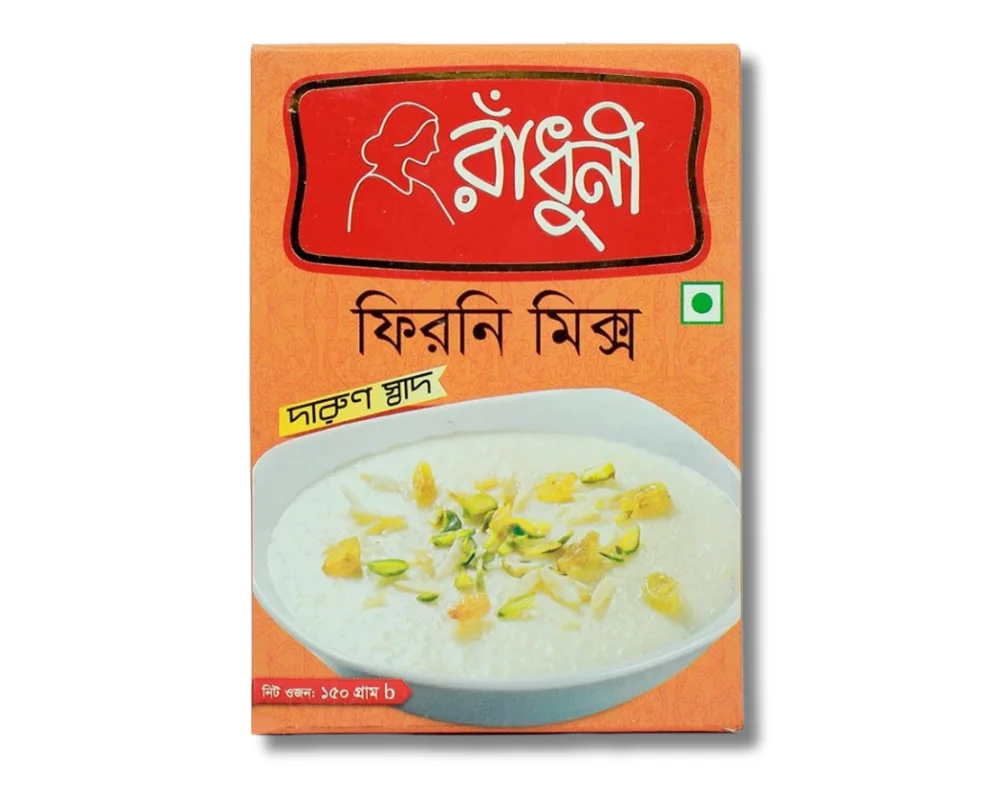 রাঁধুনী
ফিরনি মিক্স
দারুণ স্বাদ
নিট ওজন: ১৫০ গ্রাম b